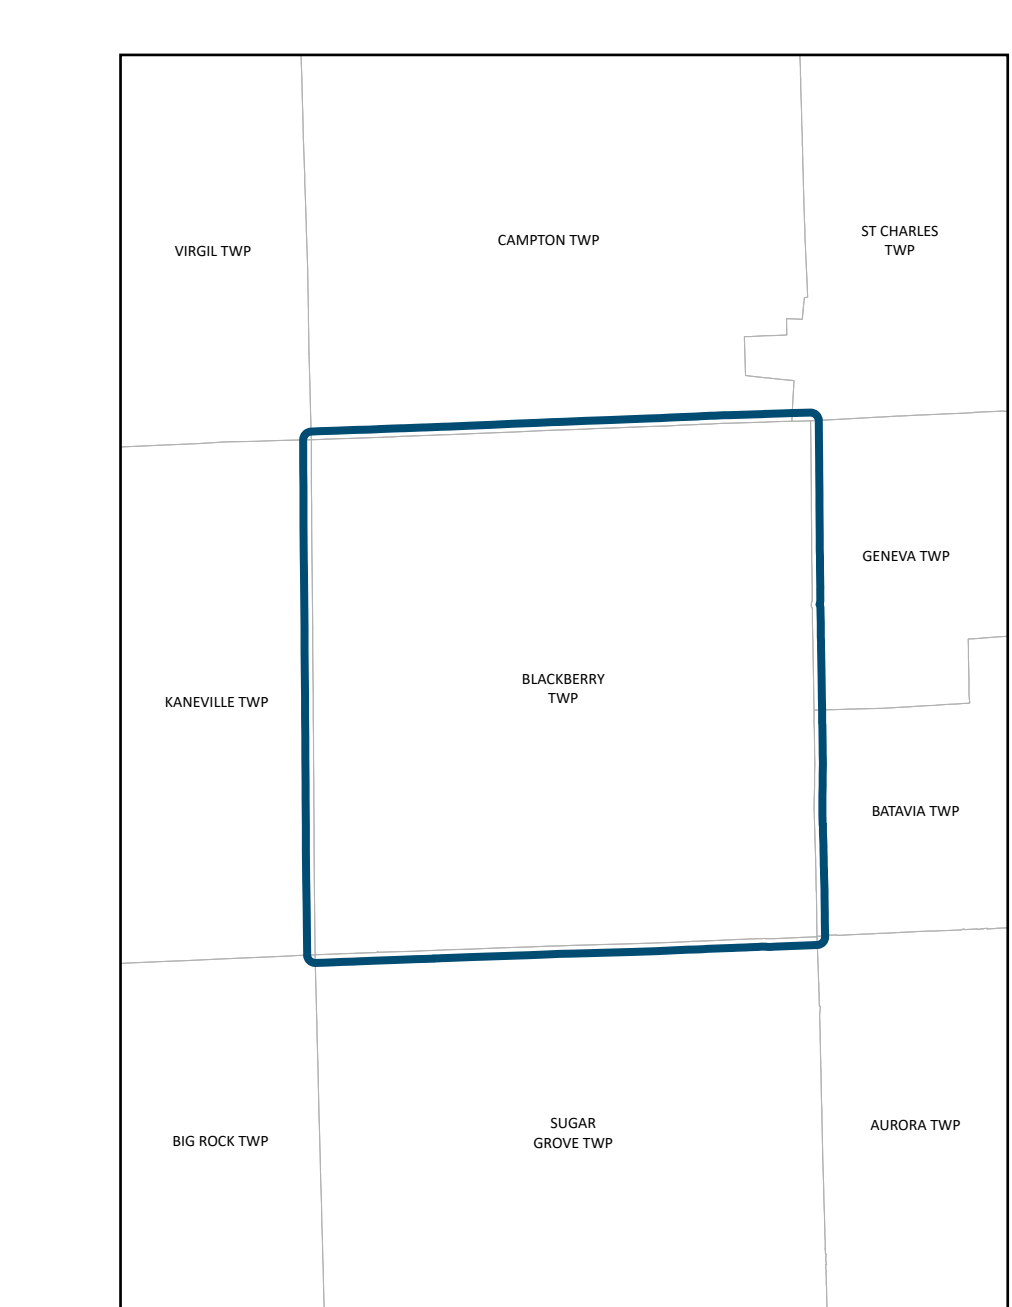 VIRGIL TWP
CAMPTON TWP
ST CHARLES
TWP
GENEVA TWP
KANEVILLE TWP
BLACKBERRY
TWP
BATAVIA TWP
BIG ROCK TWP
SUGAR
GROVE TWP
AURORA TWP